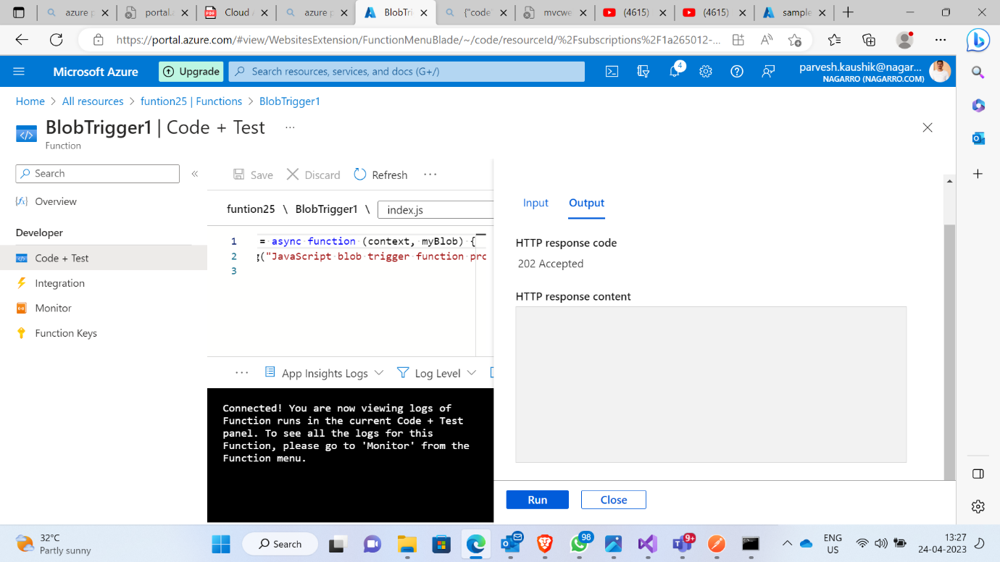 azure p
portal.
PDF
Cloud
azure p
BlobTri
{"code"
mvcwe
(4615)
(4615)
sample
https://portal.azure.com/#view/WebsitesExtension/FunctionMenuBlade/~/code/resourceId/%2Fsubscriptions%2F1a265012-...
Microsoft Azure
Upgrade
Search resources, services, and docs (G+/)
4
parvesh.kaushik@nagar...
NAGARRO (NAGARRO.COM)
Home > All resources > funtion25 | Functions > BlobTrigger1
BlobTrigger1 | Code + Test ...
Function
Search
«
Overview
Developer
Code + Test
Integration
Monitor
Function Keys
Save
Discard
Refresh
...
funtion25 \ BlobTrigger1 \
index.js
1 = async function (context, myBlob) {
2 g("JavaScript blob trigger function pro
3
...
App Insights Logs
Log Level
Connected! You are now viewing logs of
Function runs in the current Code + Test
panel. To see all the logs for this
Function, please go to 'Monitor' from the
Function menu.
Input
Output
HTTP response code
202 Accepted
HTTP response content
Run
Close
32°C
Partly sunny
Search
98
9+
ENG
US
13:27
24-04-2023